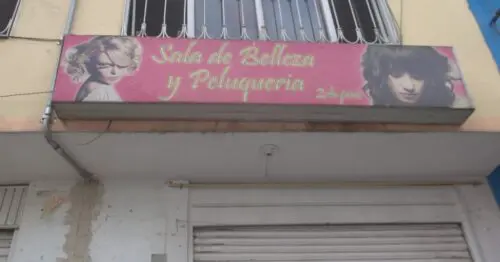 Sala de Belleza
y Peluqueria
2do piso